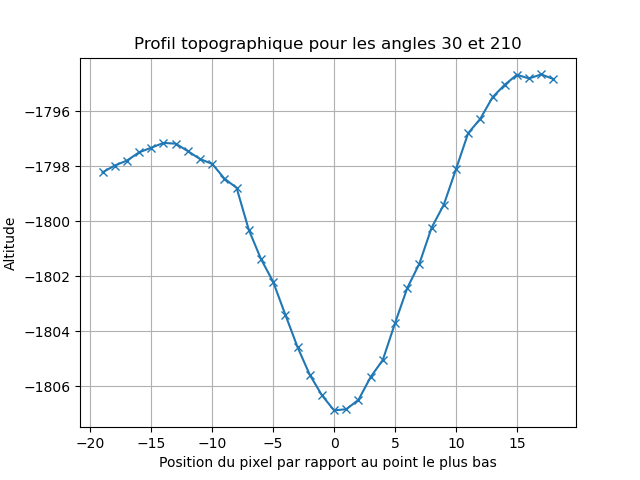 Profil topographique pour les angles 30 et 210
−1796
−1798
−1800
−1802
−1804
−1806
Altitude
−20 −15 −10 −5 0 5 10 15
Position du pixel par rapport au point le plus bas